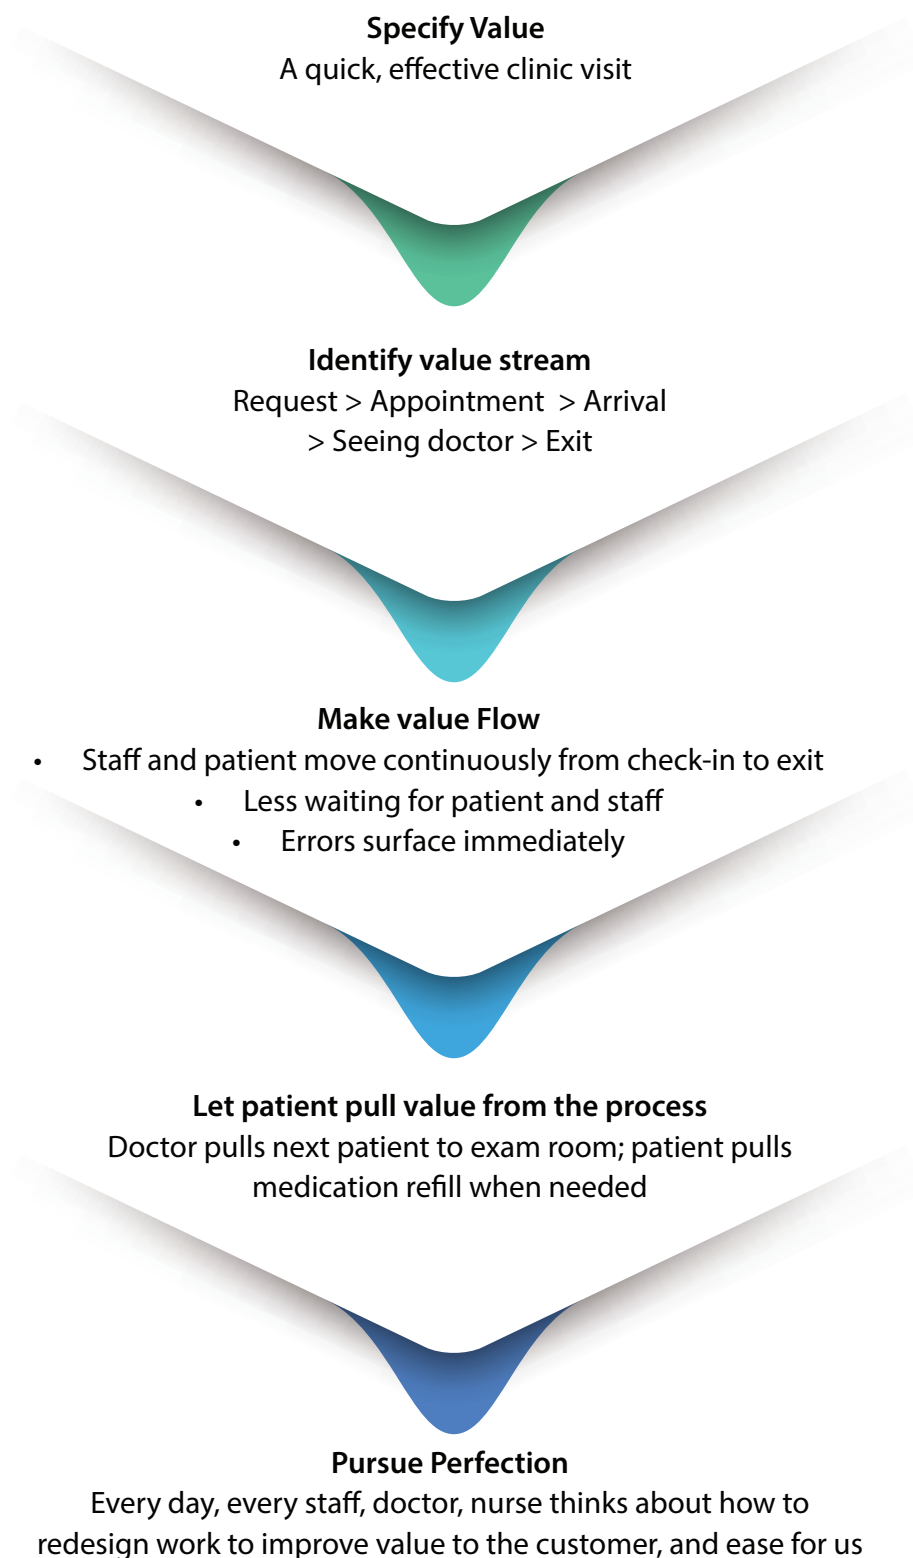 Specify Value
A quick, effective clinic visit
Identify value stream
Request > Appointment > Arrival
> Seeing doctor > Exit
Make value Flow
• Staff and patient move continuously from check-in to exit
• Less waiting for patient and staff
• Errors surface immediately
Let patient pull value from the process
Doctor pulls next patient to exam room; patient pulls
medication refill when needed
Pursue Perfection
Every day, every staff, doctor, nurse thinks about how to
redesign work to improve value to the customer, and ease for us